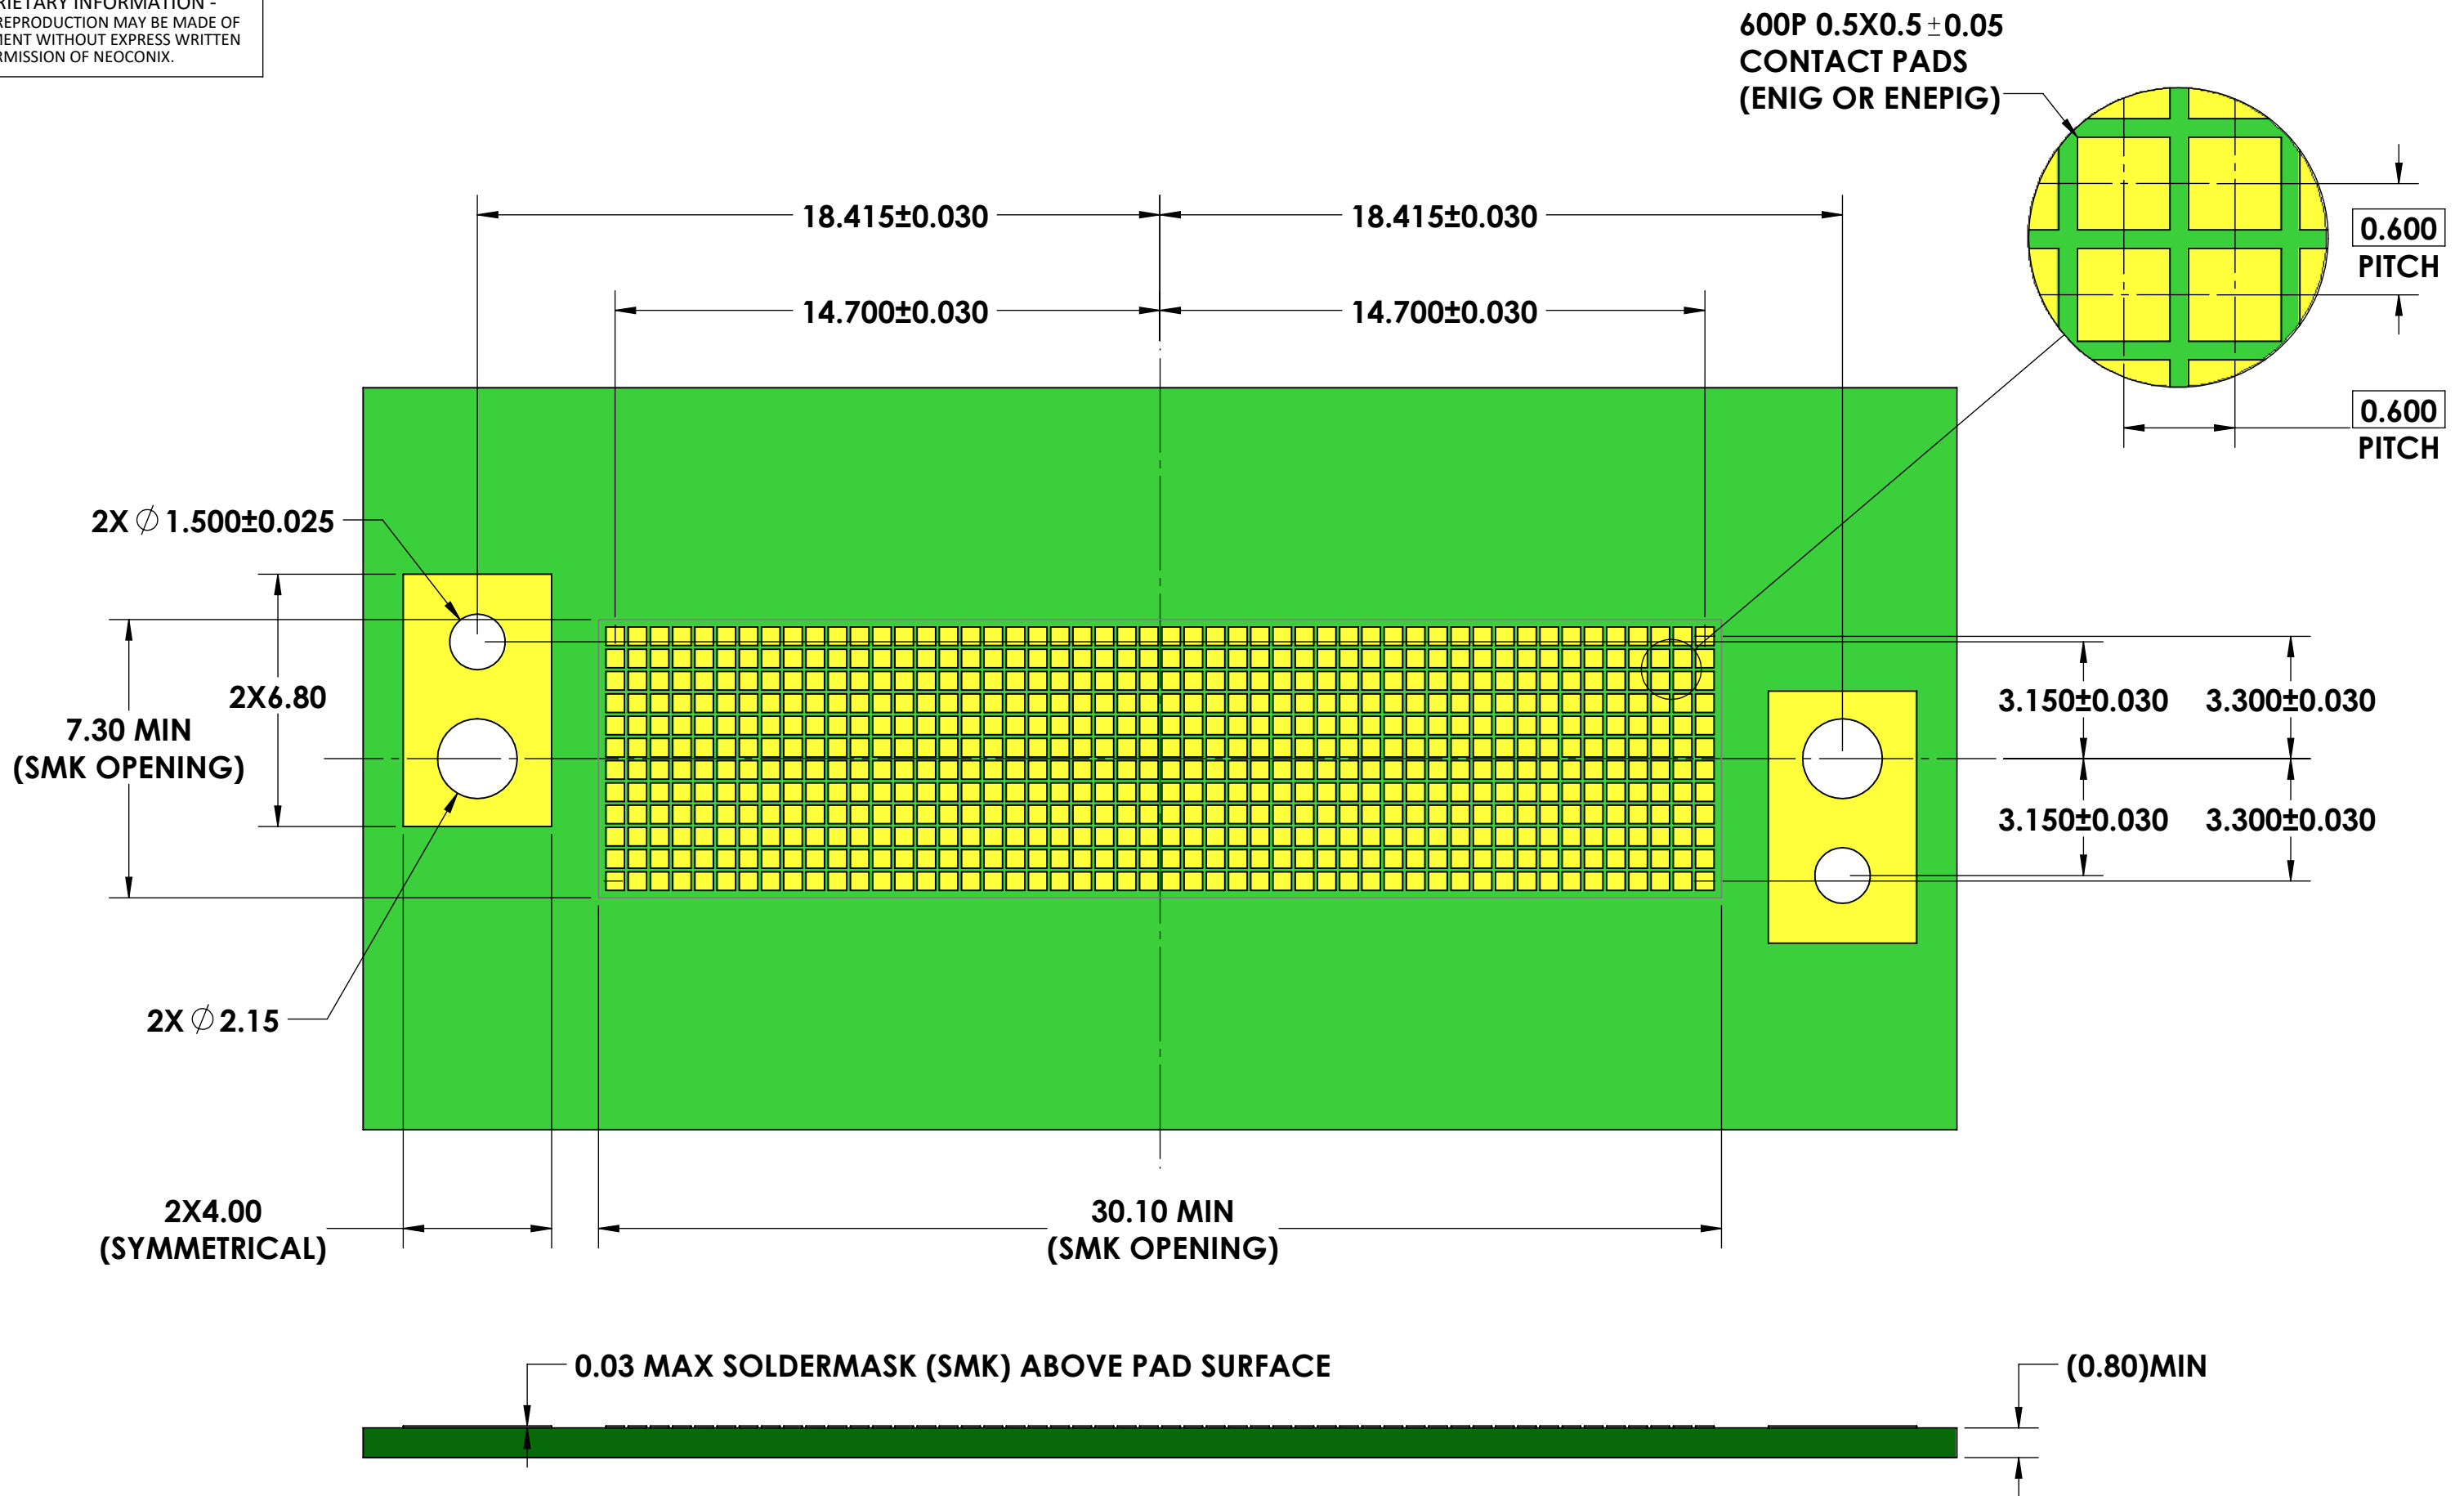 PROPRIETARY INFORMATION -
REPRODUCTION MAY BE MADE OF
WITHOUT EXPRESS WRITTEN
OF NEOCONIX.
600P 0.5X0.5 ±0.05
CONTACT PADS
(ENIG OR ENEPIG)
18.415±0.030
18.415±0.030
0.600
PITCH
14.700±0.030
14.700±0.030
0.600
PITCH
2X ∅ 1.500±0.025
2X6.80
7.30 MIN
(SMK OPENING)
3.150±0.030
3.300±0.030
3.150±0.030
3.300±0.030
2X ∅ 2.15
2X4.00
(SYMMETRICAL)
30.10 MIN
(SMK OPENING)
0.03 MAX SOLDERMASK (SMK) ABOVE PAD SURFACE
(0.80)MIN